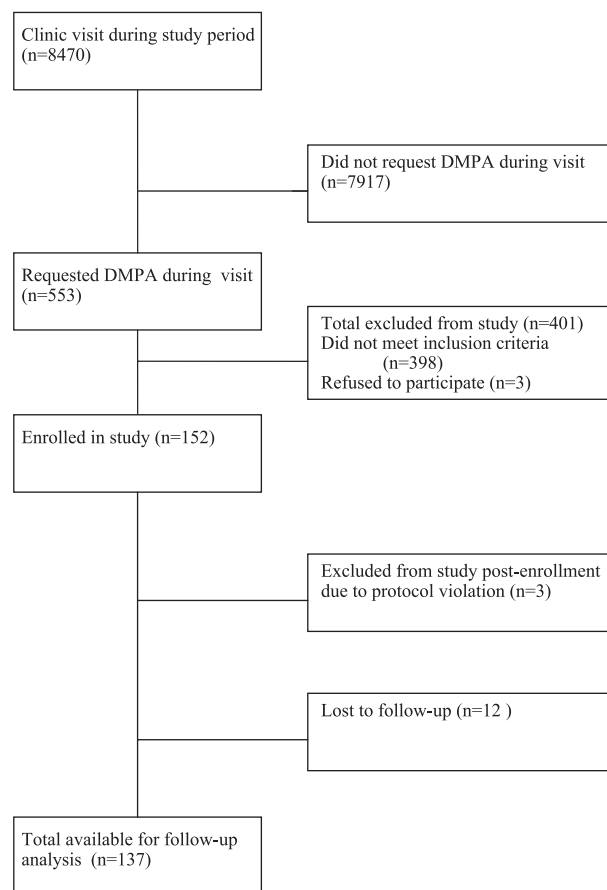 Clinic visit during study period
(n=8470)
Did not request DMPA during visit
(n=7917)
Requested DMPA during visit
(n=553)
Total excluded from study (n=401)
Did not meet inclusion criteria
(n=398)
Refused to participate (n=3)
Enrolled in study (n=152)
Excluded from study post-enrollment
due to protocol violation (n=3)
Lost to follow-up (n=12 )
Total available for follow-up
analysis (n=137)